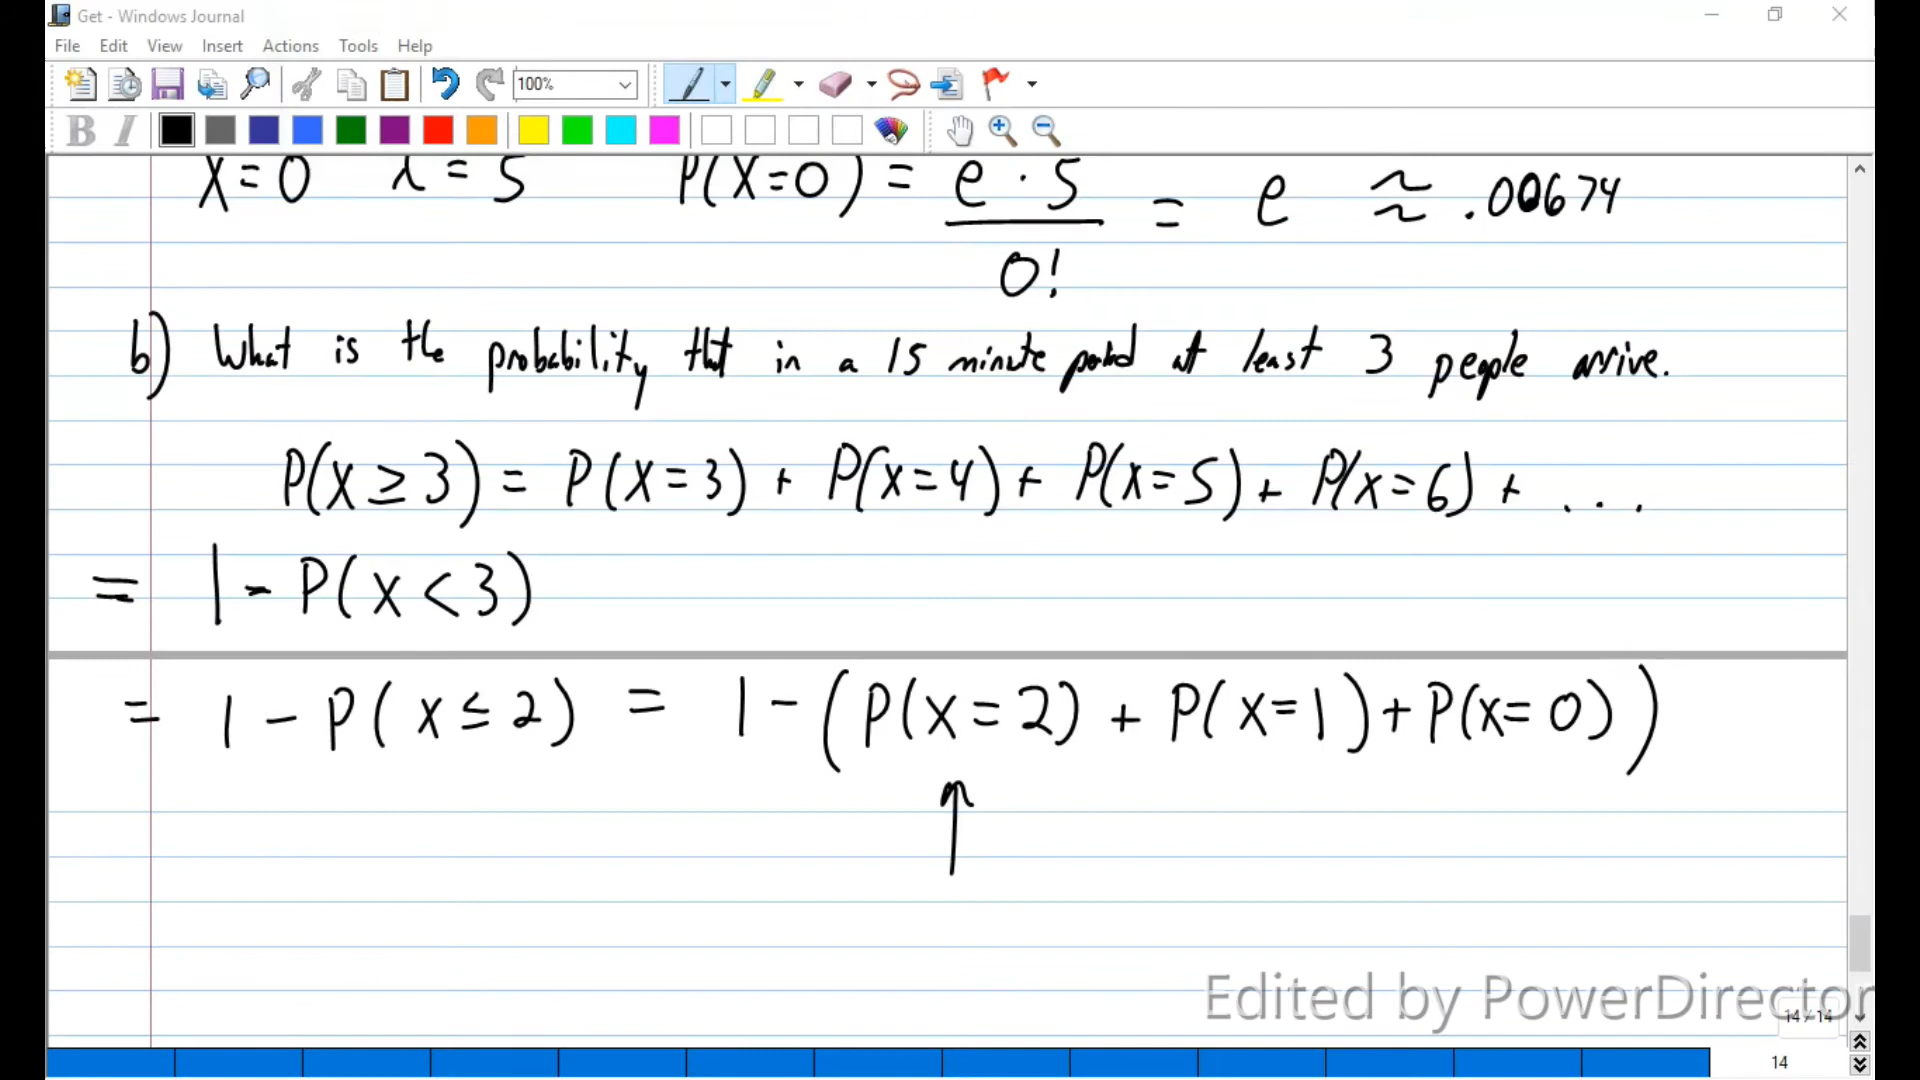 Get - Windows Journal
File Edit View Insert Actions Tools Help
100%
B I
X=0 λ=5 P(X=0) = e · 5 / 0! = e ≈ .00674
b) What is the probability that in a 15 minute period at least 3 people arrive.
P(X ≥ 3) = P(X=3) + P(X=4) + P(X=5) + P(X=6) + ...
= 1 - P(X < 3)
= 1 - P(X ≤ 2) = 1 - (P(X=2) + P(X=1) + P(X=0))
Edited by PowerDirector
14 / 14
14